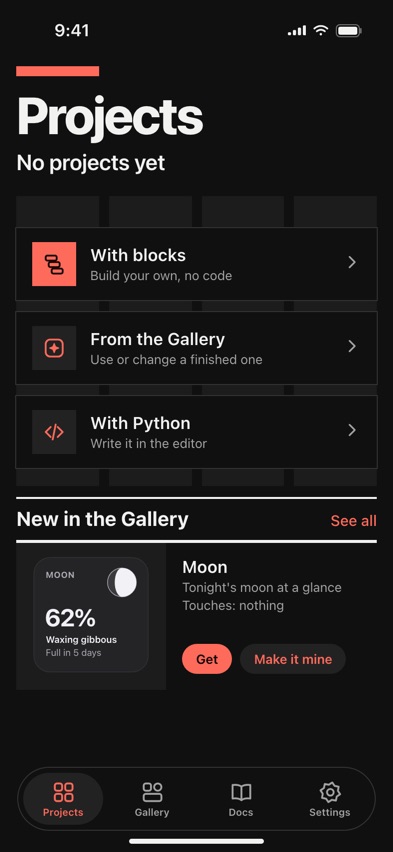 9:41
Projects
No projects yet
With blocks
Build your own, no code
From the Gallery
Use or change a finished one
With Python
Write it in the editor
New in the Gallery
See all
MOON
62%
Waxing gibbous
Full in 5 days
Moon
Tonight's moon at a glance
Touches: nothing
Get
Make it mine
Projects
Gallery
Docs
Settings